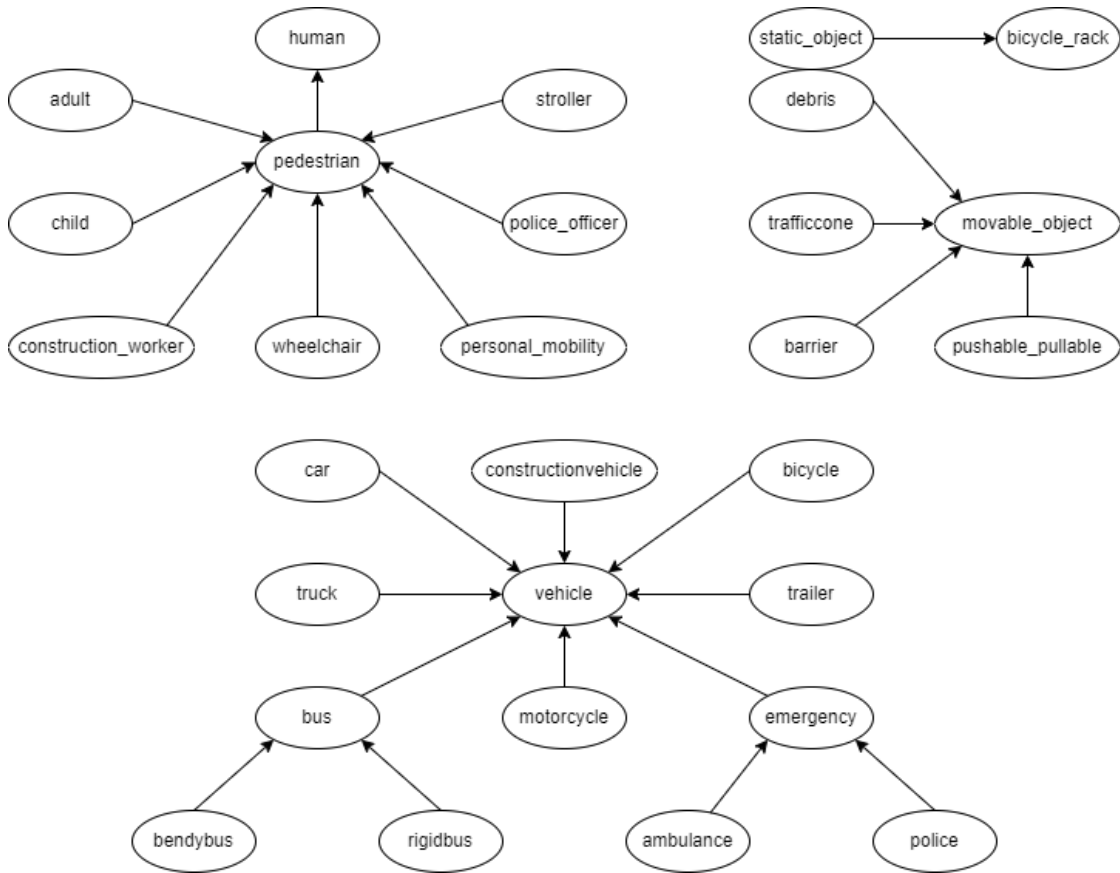 human
static_object
bicycle_rack
adult
stroller
debris
pedestrian
child
police_officer
trafficcone
movable_object
construction_worker
wheelchair
personal_mobility
barrier
pushable_pullable
car
constructionvehicle
bicycle
truck
vehicle
trailer
bus
motorcycle
emergency
bendybus
rigidbus
ambulance
police